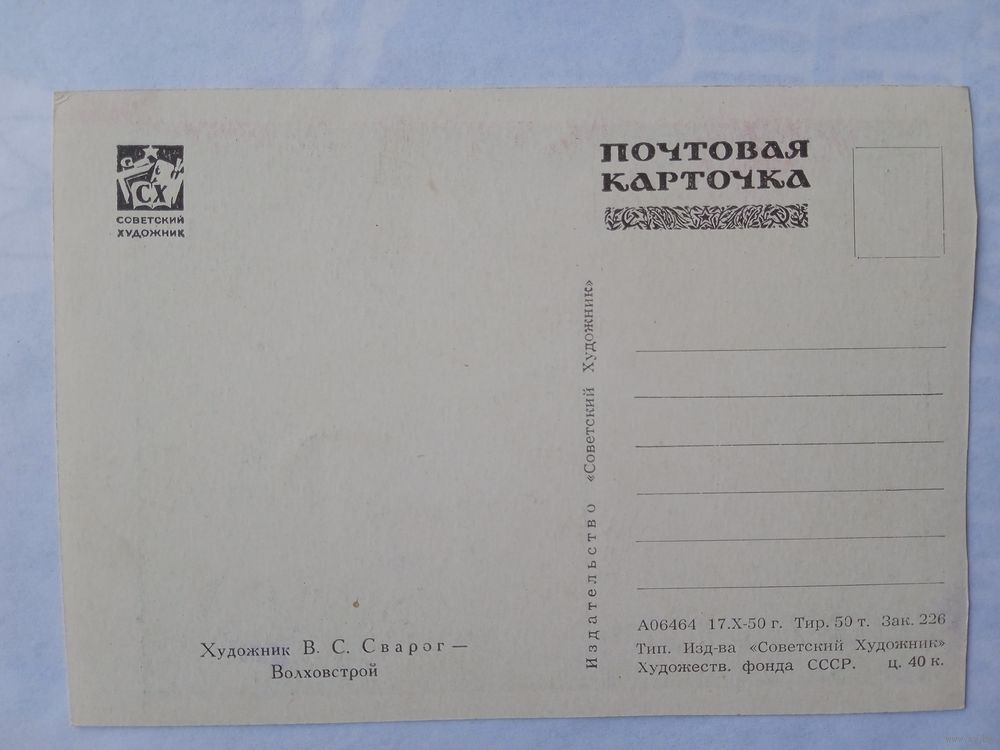 СХ
СОВЕТСКИЙ
ХУДОЖНИК
ПОЧТОВАЯ
КАРТОЧКА
Издательство «Советский Художник»
Художник В. С. Сварог —
Волховстрой
А06464 17.X-50 г. Тир. 50 т. Зак. 226
Тип. Изд-ва «Советский Художник»
Художеств. фонда СССР. ц. 40 к.